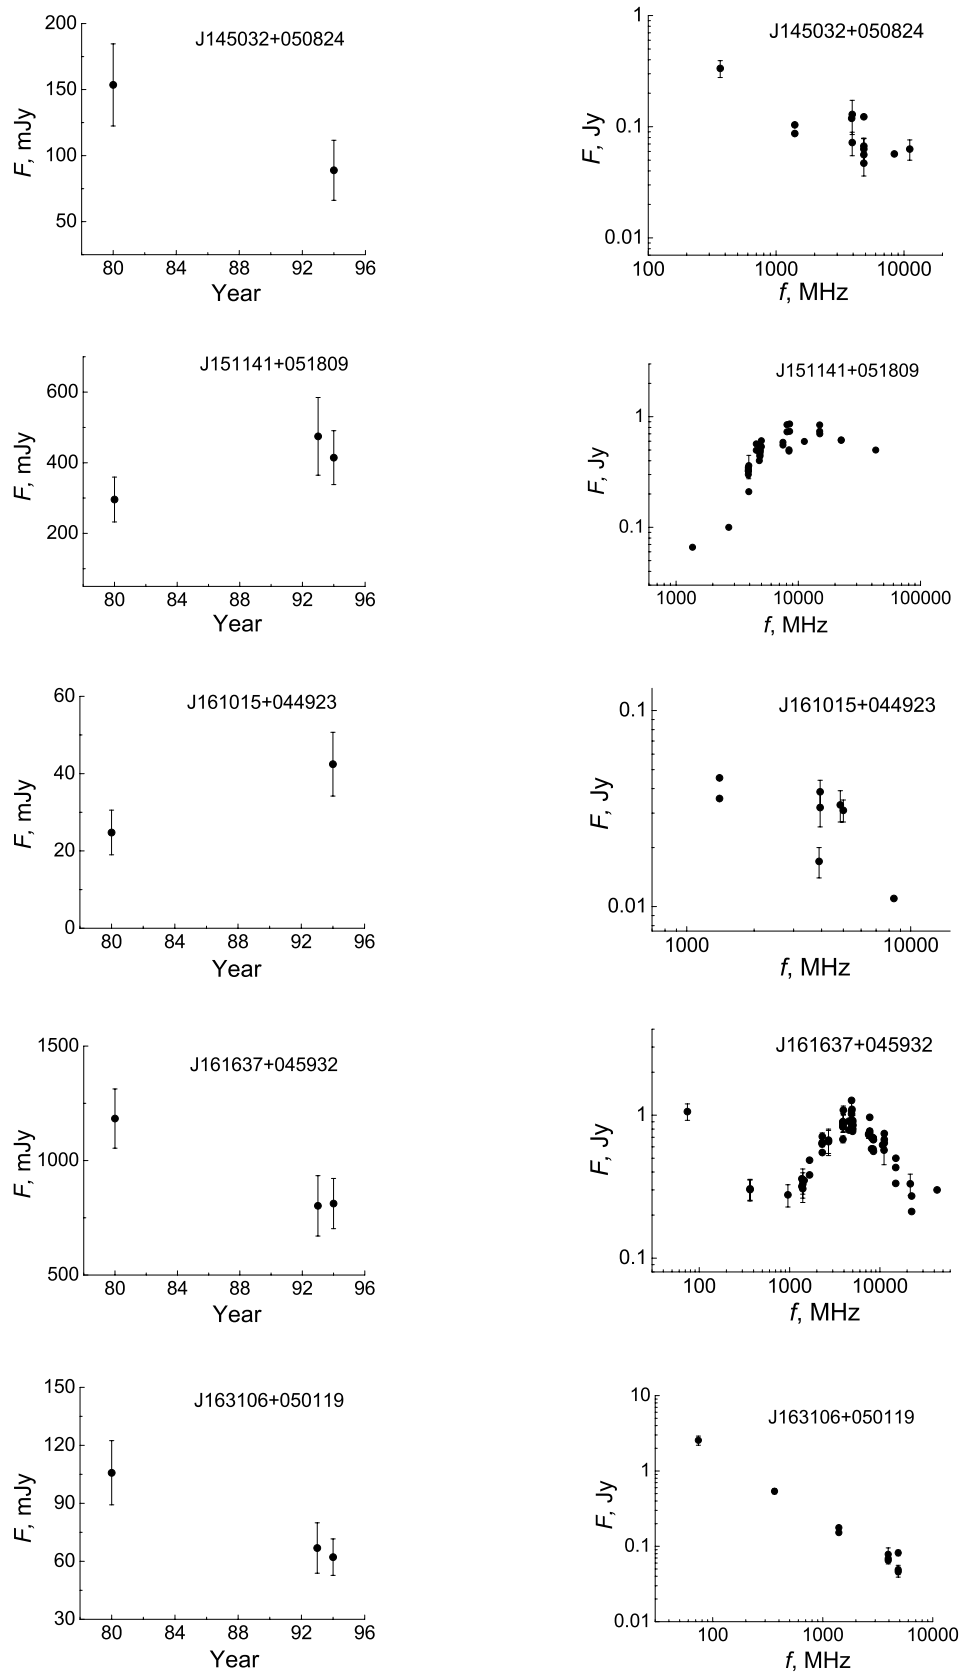 200
J145032+050824
150
F, mJy
100
50
80 84 88 92 96
Year
1
J145032+050824
0.1
F, Jy
0.01
100 1000 10000
f, MHz
J151141+051809
600
F, mJy
400
200
80 84 88 92 96
Year
J151141+051809
1
F, Jy
0.1
1000 10000 100000
f, MHz
60
J161015+044923
40
F, mJy
20
0
80 84 88 92 96
Year
0.1
J161015+044923
F, Jy
0.01
1000 10000
f, MHz
1500
J161637+045932
F, mJy
1000
500
80 84 88 92 96
Year
J161637+045932
1
F, Jy
0.1
100 1000 10000
f, MHz
150
J163106+050119
120
F, mJy
90
60
30
80 84 88 92 96
Year
10
J163106+050119
1
F, Jy
0.1
0.01
100 1000 10000
f, MHz